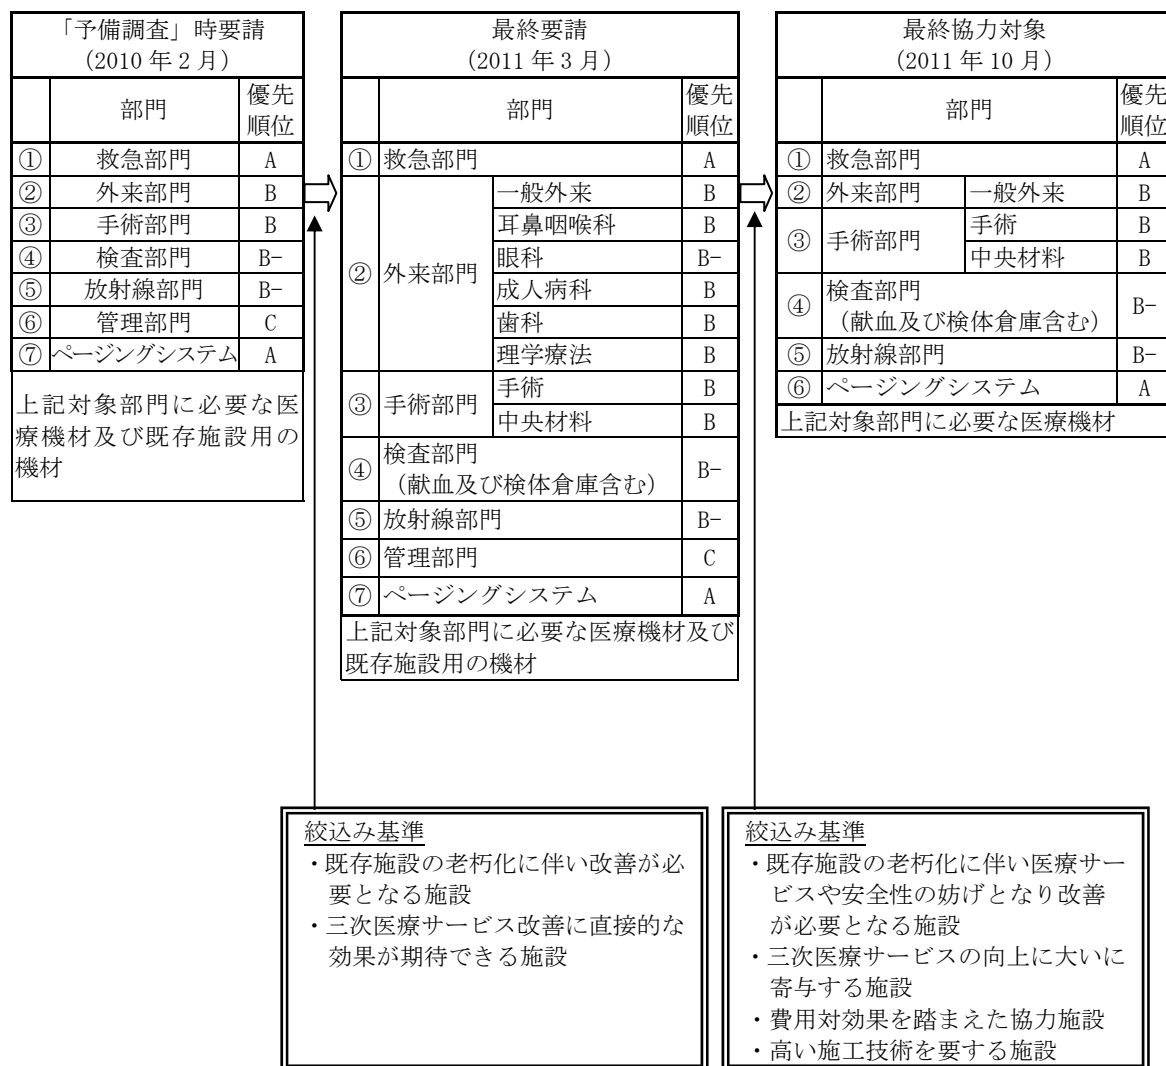 「予備調査」時要請
（2010 年 2 月）
部門
優先
順位
① 救急部門 A
② 外来部門 B
③ 手術部門 B
④ 検査部門 B-
⑤ 放射線部門 B-
⑥ 管理部門 C
⑦ ページングシステム A
上記対象部門に必要な医
療機材及び既存施設用の
機材
最終要請
（2011 年 3 月）
部門
優先
順位
① 救急部門 A
② 外来部門
一般外来 B
耳鼻咽喉科 B
眼科 B-
成人病科 B
歯科 B
理学療法 B
③ 手術部門
手術 B
中央材料 B
④ 検査部門
（献血及び検体倉庫含む） B-
⑤ 放射線部門 B-
⑥ 管理部門 C
⑦ ページングシステム A
上記対象部門に必要な医療機材及び
既存施設用の機材
最終協力対象
（2011 年 10 月）
部門
優先
順位
① 救急部門 A
② 外来部門 一般外来 B
③ 手術部門
手術 B
中央材料 B
④ 検査部門
（献血及び検体倉庫含む） B-
⑤ 放射線部門 B-
⑥ ページングシステム A
上記対象部門に必要な医療機材
絞込み基準
・既存施設の老朽化に伴い改善が必
要となる施設
・三次医療サービス改善に直接的な
効果が期待できる施設
絞込み基準
・既存施設の老朽化に伴い医療サー
ビスや安全性の妨げとなり改善
が必要となる施設
・三次医療サービスの向上に大いに
寄与する施設
・費用対効果を踏まえた協力施設
・高い施工技術を要する施設